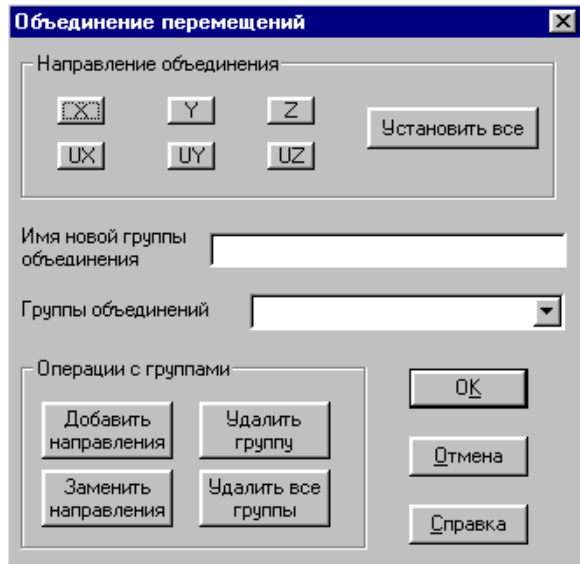 Объединение перемещений
Направление объединения
X Y Z
Установить все
UX UY UZ
Имя новой группы
объединения
Группы объединений
Операции с группами
Добавить
направления
Удалить
группу
Заменить
направления
Удалить все
группы
OK
Отмена
Справка